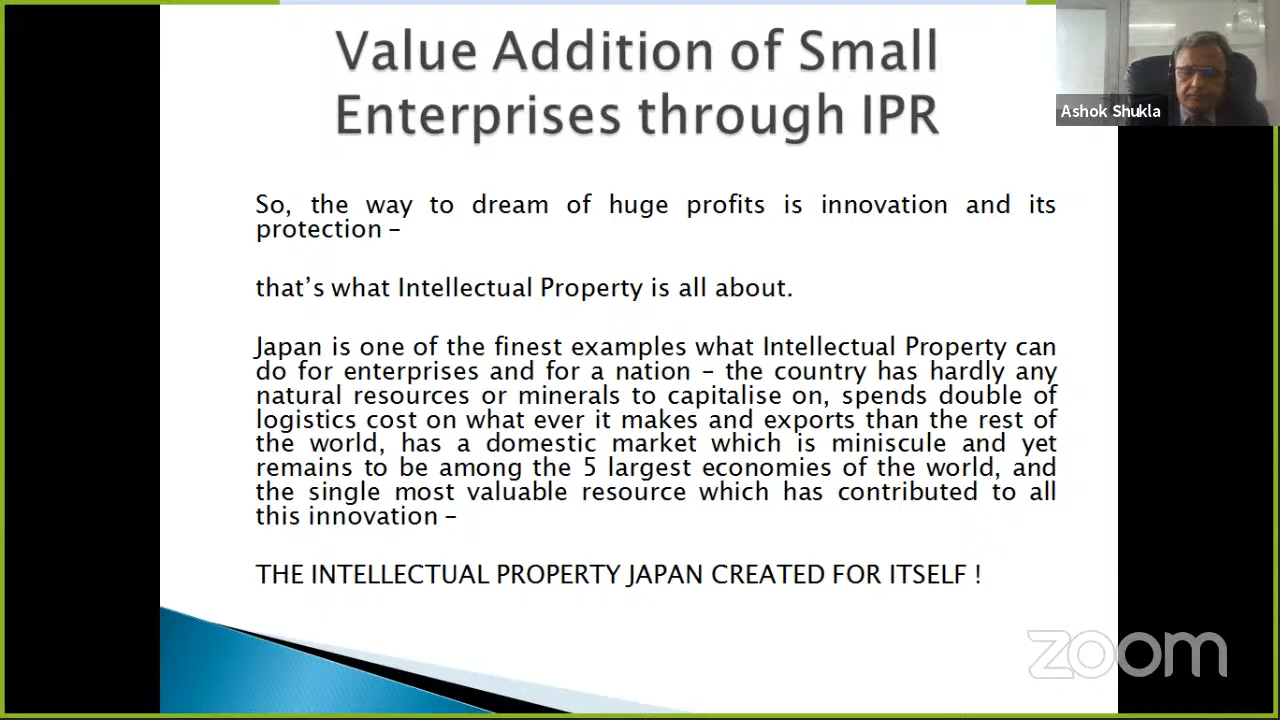 Value Addition of Small
Enterprises through IPR
Ashok Shukla
So, the way to dream of huge profits is innovation and its
protection –
that's what Intellectual Property is all about.
Japan is one of the finest examples what Intellectual Property can
do for enterprises and for a nation – the country has hardly any
natural resources or minerals to capitalise on, spends double of
logistics cost on what ever it makes and exports than the rest of
the world, has a domestic market which is miniscule and yet
remains to be among the 5 largest economies of the world, and
the single most valuable resource which has contributed to all
this innovation –
THE INTELLECTUAL PROPERTY JAPAN CREATED FOR ITSELF !
zoom